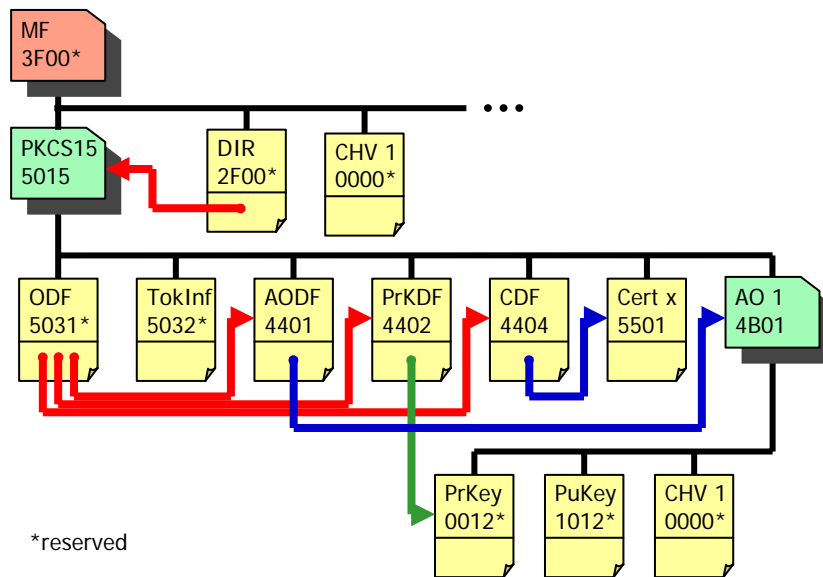 MF
3F00*
• • •
PKCS15
5015
DIR
2F00*
CHV 1
0000*
ODF
5031*
TokInf
5032*
AODF
4401
PrKDF
4402
CDF
4404
Cert x
5501
AO 1
4B01
PrKey
0012*
PuKey
1012*
CHV 1
0000*
*reserved